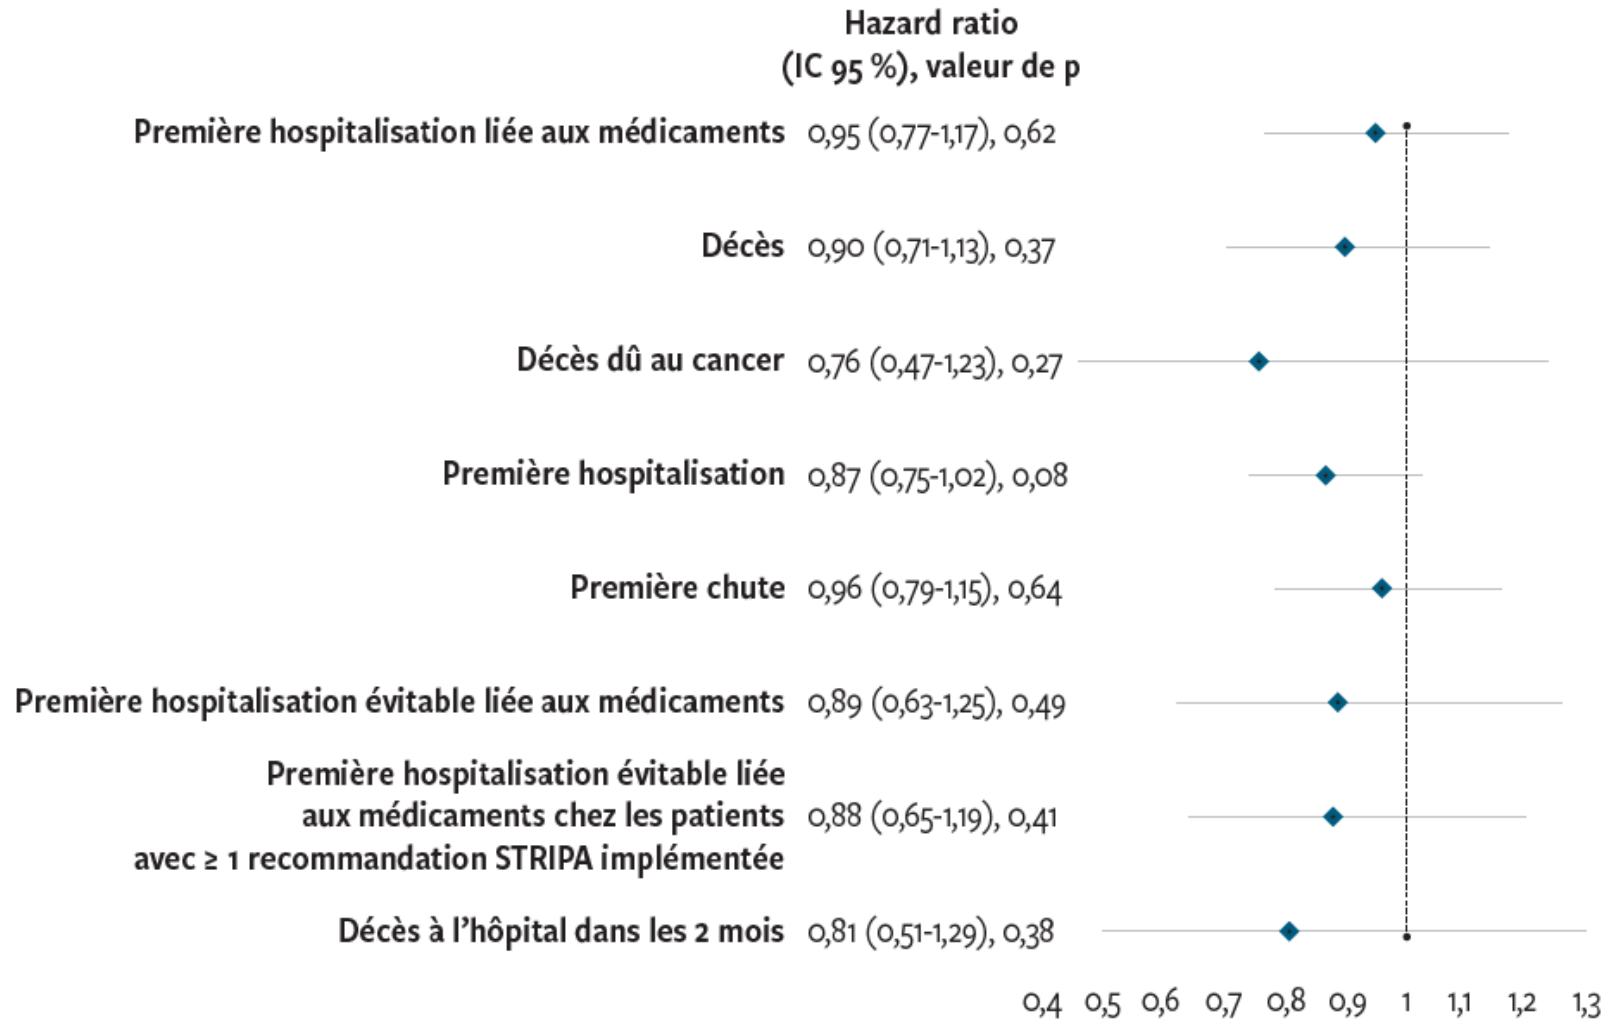 Hazard ratio
(IC 95 %), valeur de p
Première hospitalisation liée aux médicaments 0,95 (0,77-1,17), 0,62
Décès 0,90 (0,71-1,13), 0,37
Décès dû au cancer 0,76 (0,47-1,23), 0,27
Première hospitalisation 0,87 (0,75-1,02), 0,08
Première chute 0,96 (0,79-1,15), 0,64
Première hospitalisation évitable liée aux médicaments 0,89 (0,63-1,25), 0,49
Première hospitalisation évitable liée
aux médicaments chez les patients 0,88 (0,65-1,19), 0,41
avec ≥ 1 recommandation STRIPA implémentée
Décès à l’hôpital dans les 2 mois 0,81 (0,51-1,29), 0,38
0,4 0,5 0,6 0,7 0,8 0,9 1 1,1 1,2 1,3